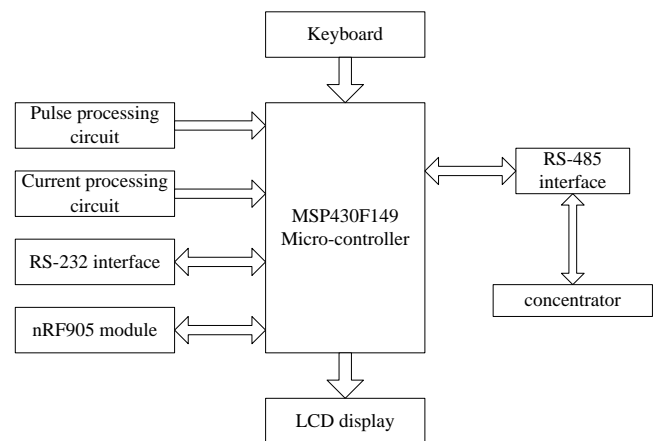 Keyboard
Pulse processing
circuit
Current processing
circuit
RS-232 interface
nRF905 module
MSP430F149
Micro-controller
RS-485
interface
concentrator
LCD display